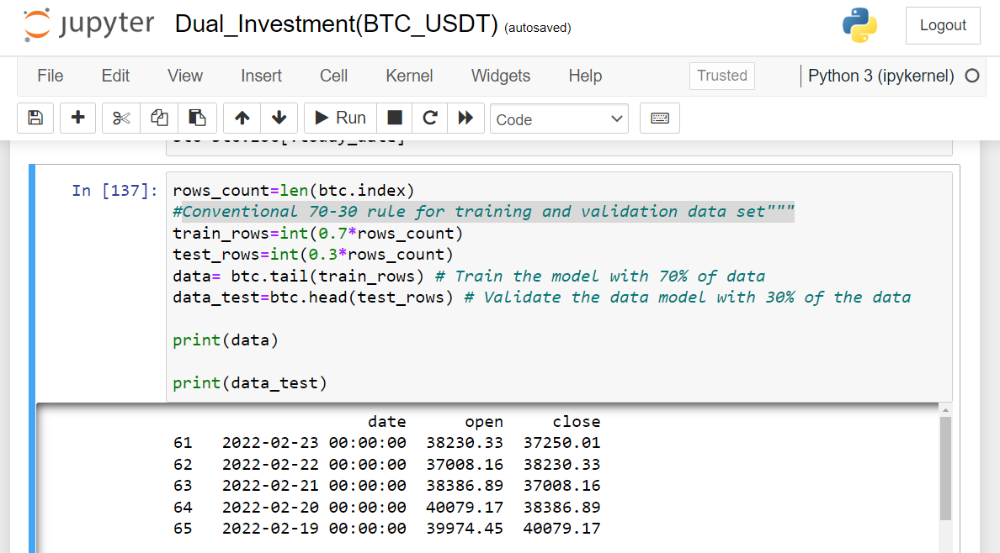 jupyter Dual_Investment(BTC_USDT) (autosaved) Logout
File Edit View Insert Cell Kernel Widgets Help Trusted Python 3 (ipykernel)
Run Code
In [137]: rows_count=len(btc.index)
#Conventional 70-30 rule for training and validation data set"""
train_rows=int(0.7*rows_count)
test_rows=int(0.3*rows_count)
data= btc.tail(train_rows) # Train the model with 70% of data
data_test=btc.head(test_rows) # Validate the data model with 30% of the data
print(data)
print(data_test)
date open close
61 2022-02-23 00:00:00 38230.33 37250.01
62 2022-02-22 00:00:00 37008.16 38230.33
63 2022-02-21 00:00:00 38386.89 37008.16
64 2022-02-20 00:00:00 40079.17 38386.89
65 2022-02-19 00:00:00 39974.45 40079.17